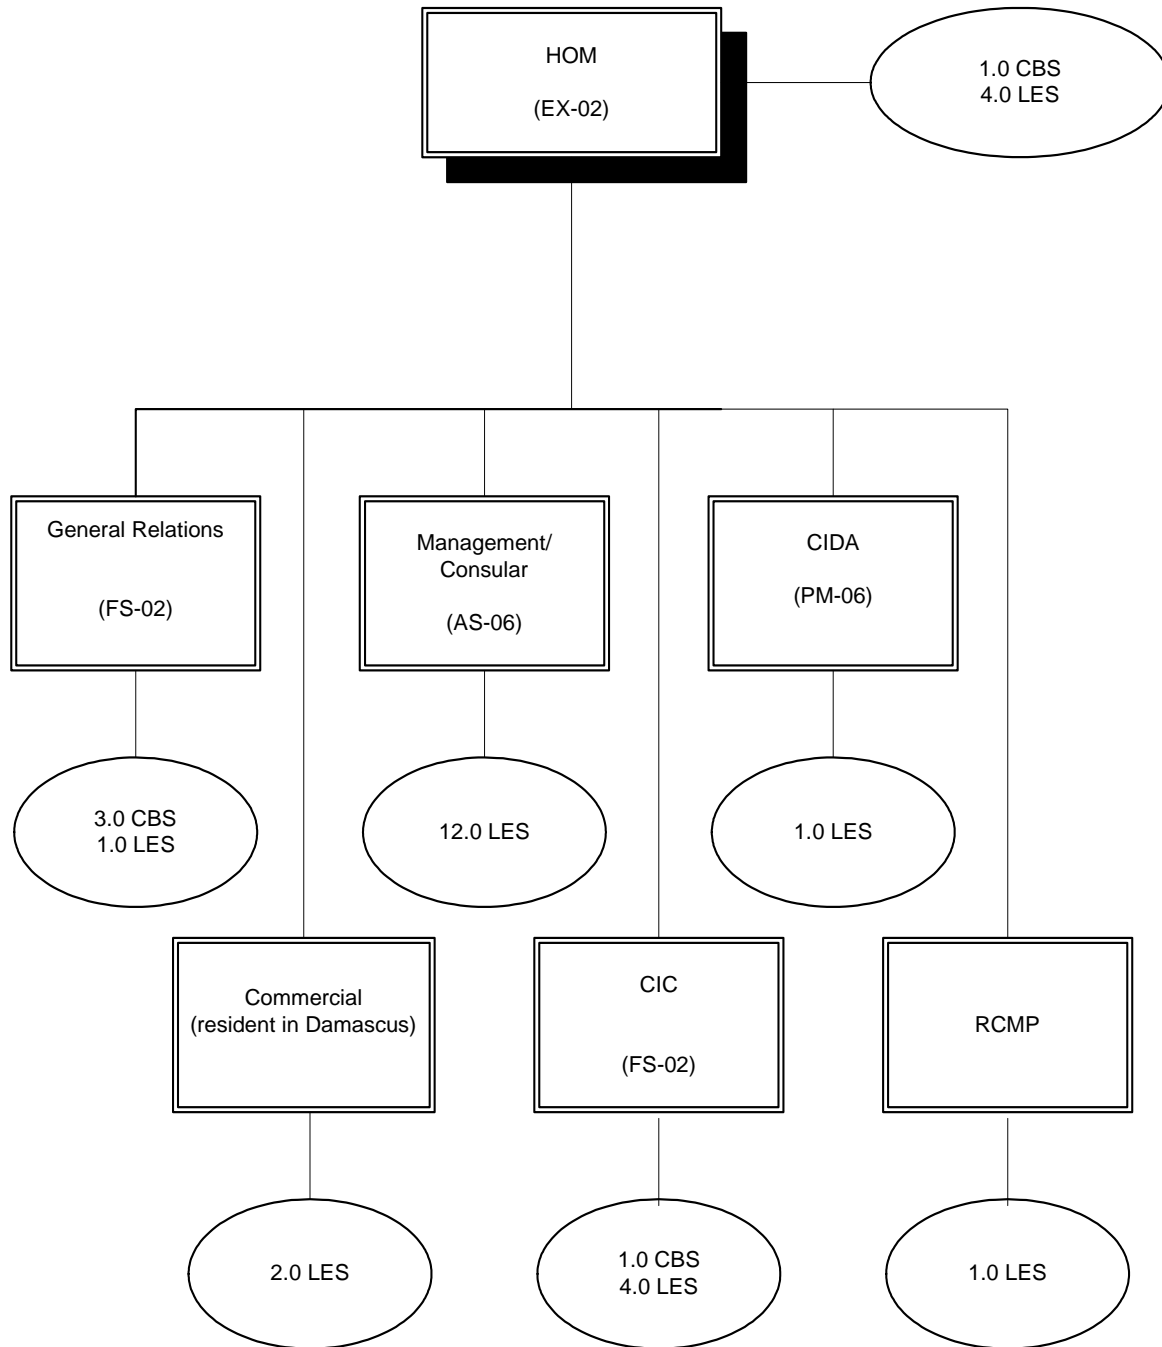 HOM
(EX-02)
1.0 CBS
4.0 LES
General Relations
(FS-02)
Management/
Consular
(AS-06)
CIDA
(PM-06)
3.0 CBS
1.0 LES
12.0 LES
1.0 LES
Commercial
(resident in Damascus)
CIC
(FS-02)
RCMP
2.0 LES
1.0 CBS
4.0 LES
1.0 LES